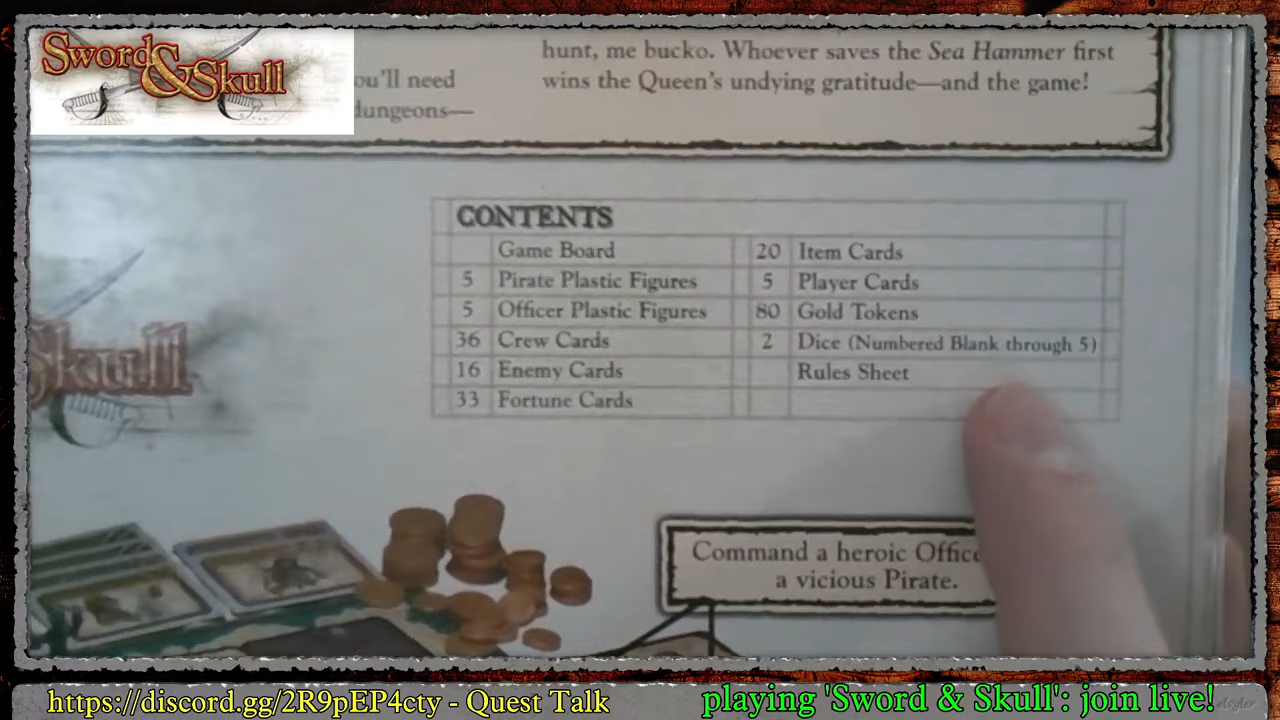 Sword & Skull
ou'll need
dungeons—
hunt, me bucko. Whoever saves the Sea Hammer first
wins the Queen's undying gratitude—and the game!
CONTENTS
Game Board
5 Pirate Plastic Figures
5 Officer Plastic Figures
36 Crew Cards
16 Enemy Cards
33 Fortune Cards
20 Item Cards
5 Player Cards
80 Gold Tokens
2 Dice (Numbered Blank through 5)
Rules Sheet
Skull
Command a heroic Office
a vicious Pirate.
https://discord.gg/2R9pEP4cty - Quest Talk
playing 'Sword & Skull': join live!